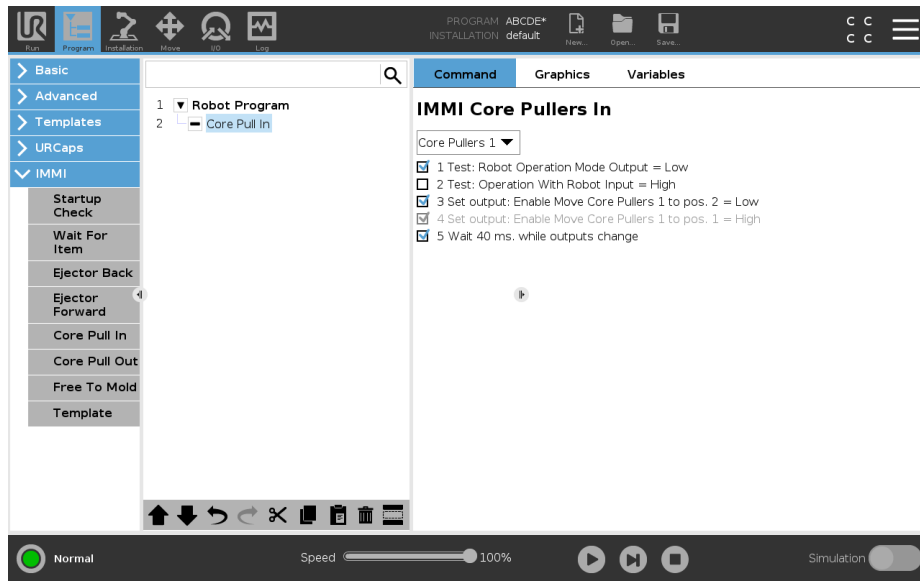 PROGRAM ABCDE*
INSTALLATION default
Run
Program
Installation
Move
I/O
Log
New...
Open...
Save...
C C
C C
Basic
Advanced
Templates
URCaps
IMMI
Startup
Check
Wait For
Item
Ejector Back
Ejector
Forward
Core Pull In
Core Pull Out
Free To Mold
Template
1 Robot Program
2 Core Pull In
Command Graphics Variables
IMMI Core Pullers In
Core Pullers 1
1 Test: Robot Operation Mode Output = Low
2 Test: Operation With Robot Input = High
3 Set output: Enable Move Core Pullers 1 to pos. 2 = Low
4 Set output: Enable Move Core Pullers 1 to pos. 1 = High
5 Wait 40 ms. while outputs change
Normal
Speed 100%
Simulation